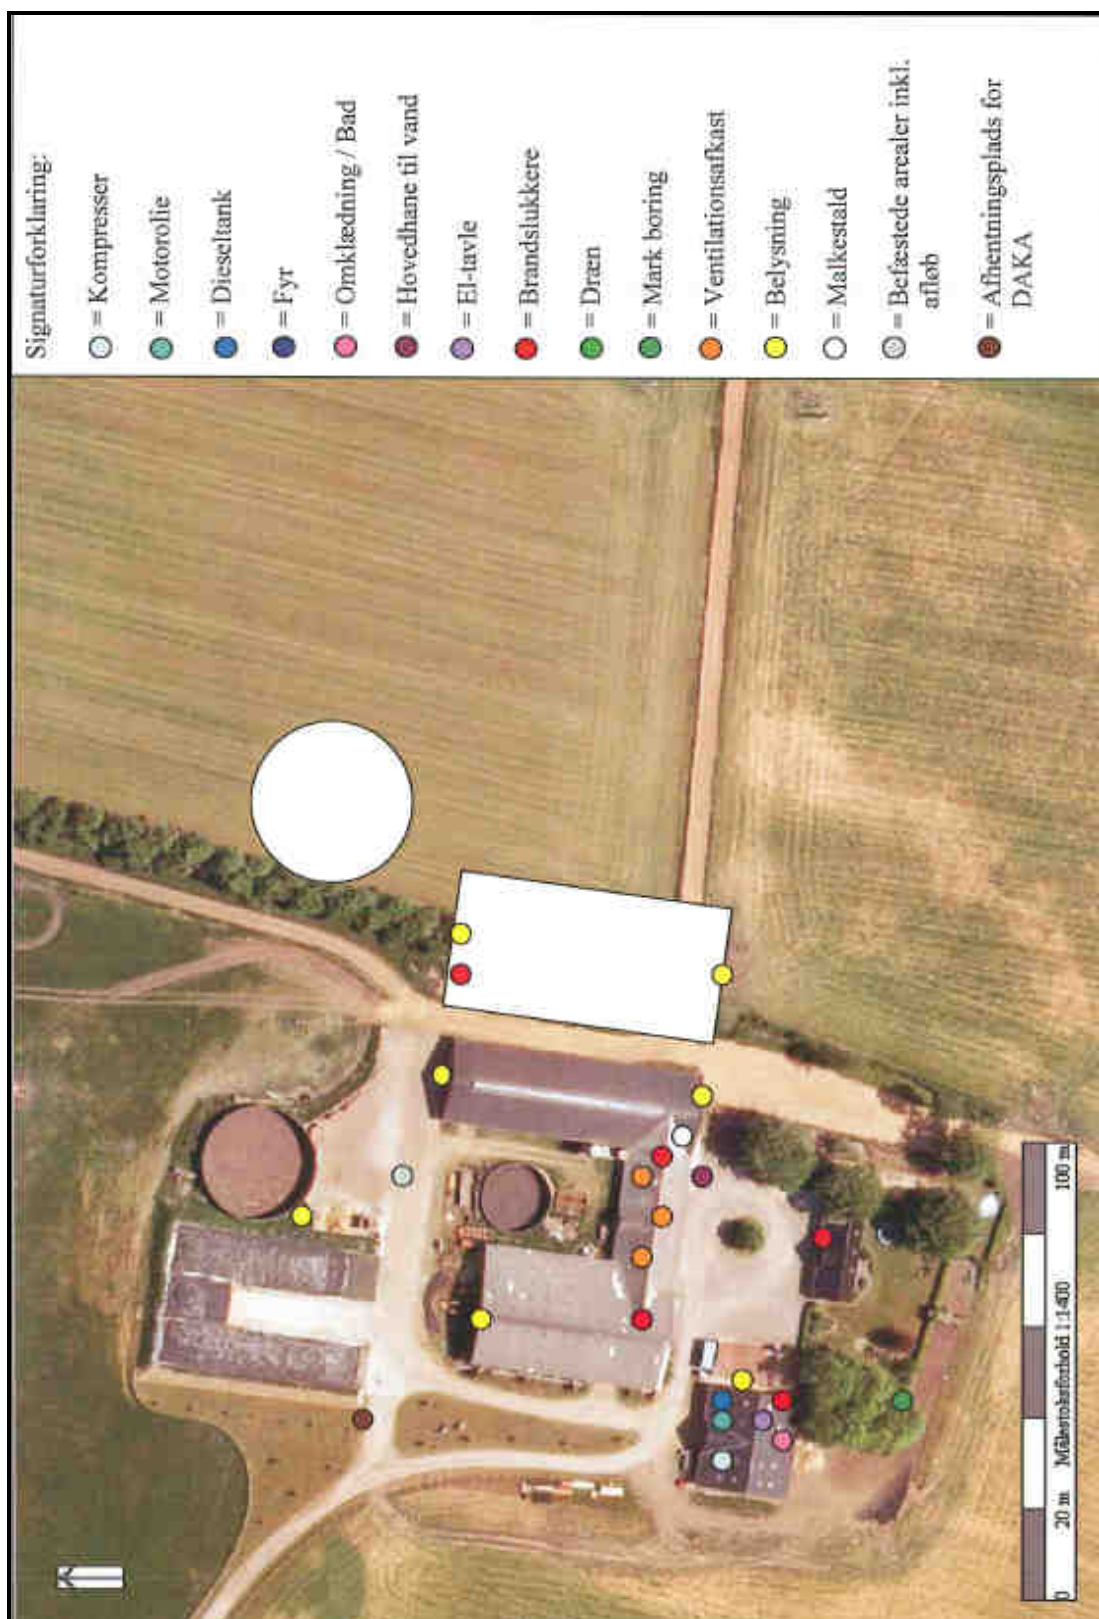 Signaturforklaring:
= Kompresser
= Motorolie
= Dieseltank
= Fyr
= Omklædning / Bad
= Hovedhane til vand
= El-tavle
= Brandslukkere
= Dræn
= Mark boring
= Ventilationsafkast
= Belysning
= Malkestald
= Befæstede arealer inkl.
afløb
= Afhentningsplads for
DAKA
0 20 m Målestoksforhold 1:1400 100 m